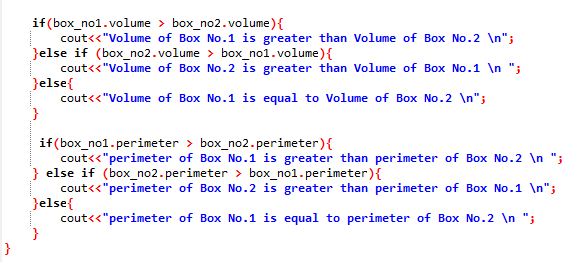 if(box_no1.volume > box_no2.volume){
cout<<"Volume of Box No.1 is greater than Volume of Box No.2 \n";
}else if (box_no2.volume > box_no1.volume){
cout<<"Volume of Box No.2 is greater than Volume of Box No.1 \n ";
}else{
cout<<"Volume of Box No.1 is equal to Volume of Box No.2 \n";
}
if(box_no1.perimeter > box_no2.perimeter){
cout<<"perimeter of Box No.1 is greater than perimeter of Box No.2 \n ";
} else if (box_no2.perimeter > box_no1.perimeter){
cout<<"perimeter of Box No.2 is greater than perimeter of Box No.1 \n";
}else{
cout<<"perimeter of Box No.1 is equal to perimeter of Box No.2 \n ";
}
}